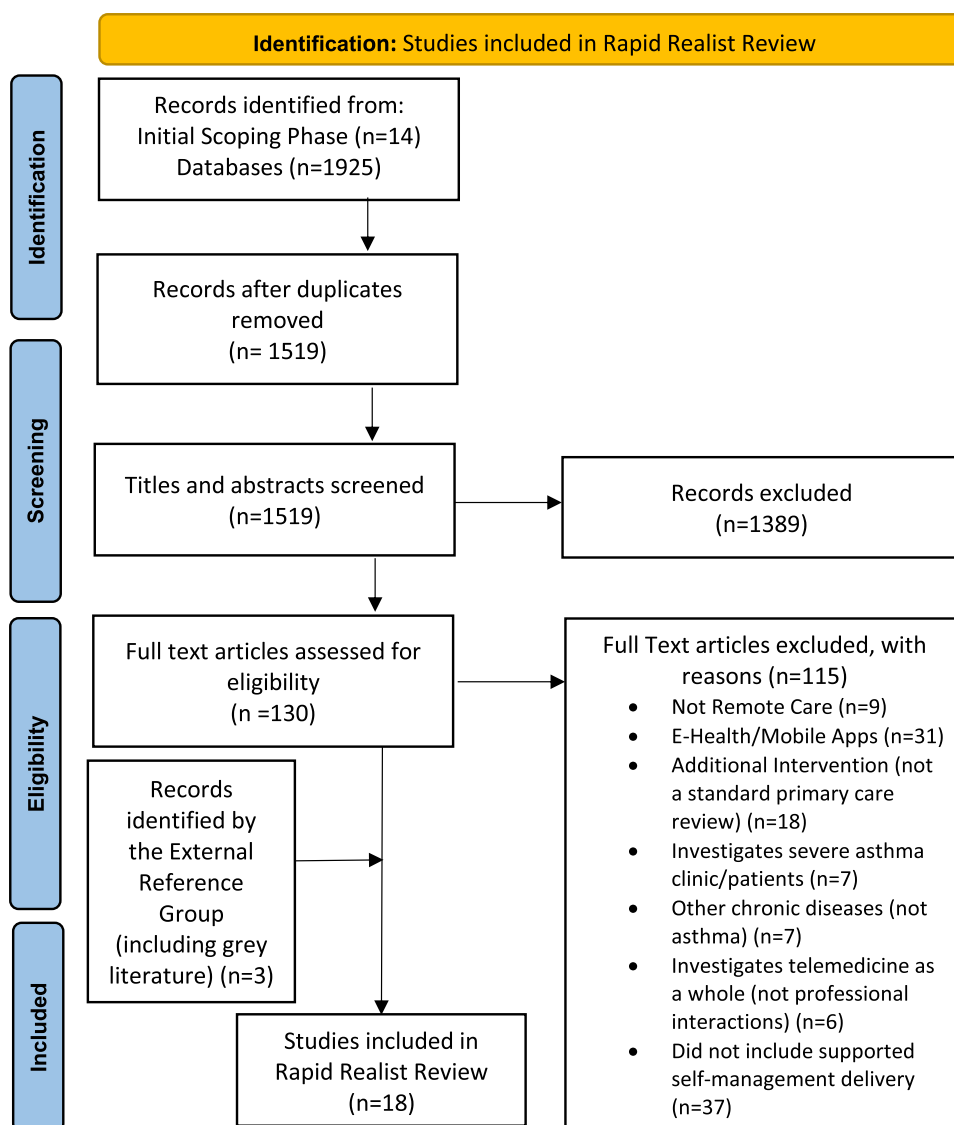 Identification: Studies included in Rapid Realist Review
Identification
Records identified from:
Initial Scoping Phase (n=14)
Databases (n=1925)
Records after duplicates
removed
(n= 1519)
Screening
Titles and abstracts screened
(n=1519)
Records excluded
(n=1389)
Eligibility
Full text articles assessed for
eligibility
(n =130)
Full Text articles excluded, with
reasons (n=115)
• Not Remote Care (n=9)
• E-Health/Mobile Apps (n=31)
• Additional Intervention (not
a standard primary care
review) (n=18)
• Investigates severe asthma
clinic/patients (n=7)
• Other chronic diseases (not
asthma) (n=7)
• Investigates telemedicine as
a whole (not professional
interactions) (n=6)
• Did not include supported
self-management delivery
(n=37)
Records
identified by
the External
Reference
Group
(including grey
literature) (n=3)
Included
Studies included in
Rapid Realist Review
(n=18)